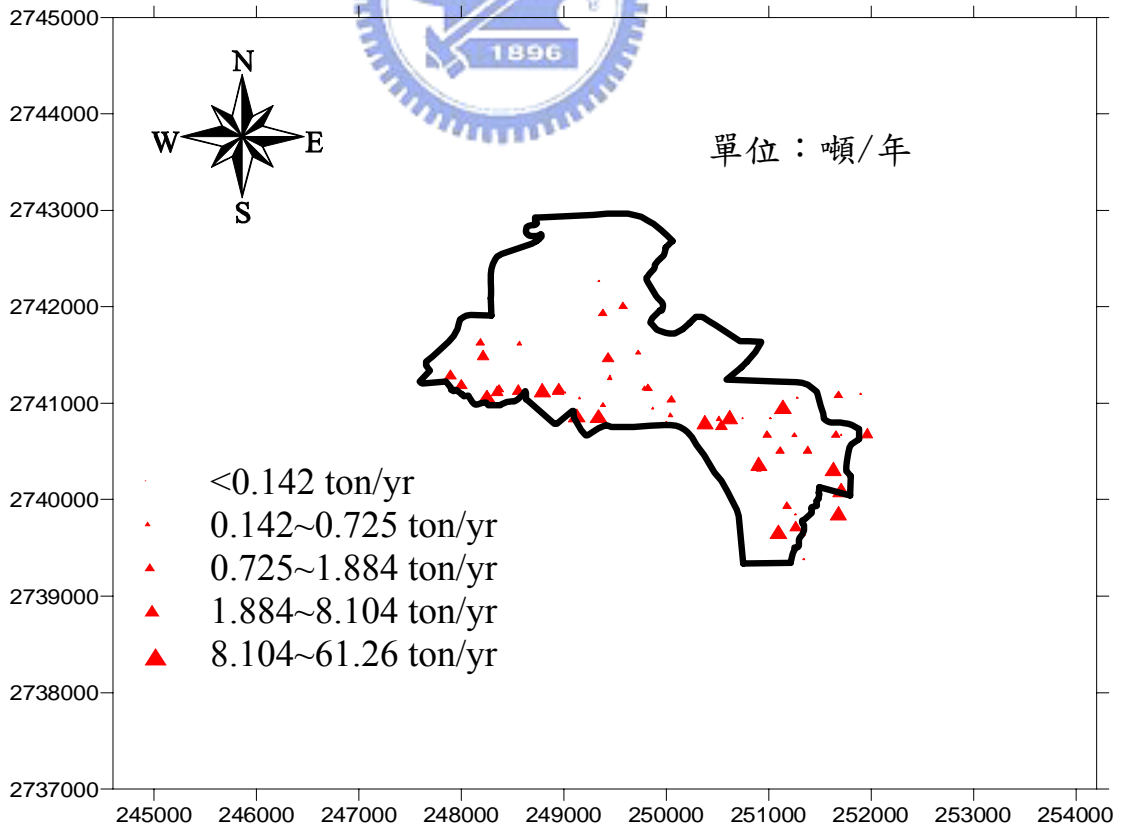 1896
N
W E
S
單位：噸/年
2745000
2744000
2743000
2742000
2741000
2740000
2739000
2738000
2737000
<0.142 ton/yr
0.142~0.725 ton/yr
0.725~1.884 ton/yr
1.884~8.104 ton/yr
8.104~61.26 ton/yr
245000 246000 247000 248000 249000 250000 251000 252000 253000 254000